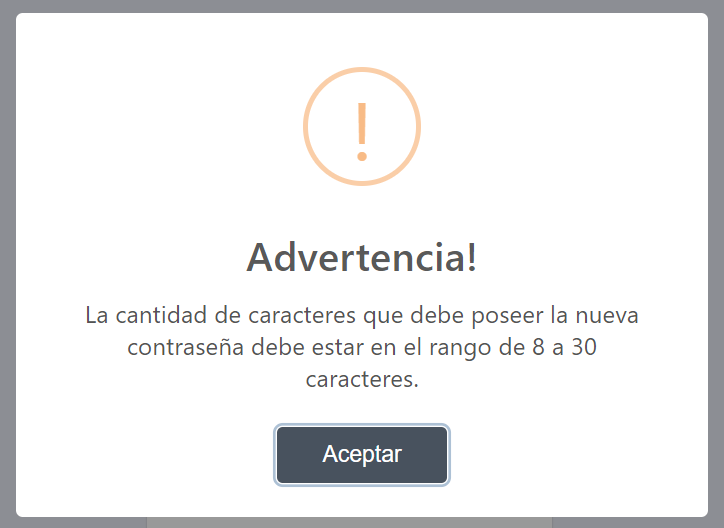 Advertencia!
La cantidad de caracteres que debe poseer la nueva
contraseña debe estar en el rango de 8 a 30
caracteres.
Aceptar